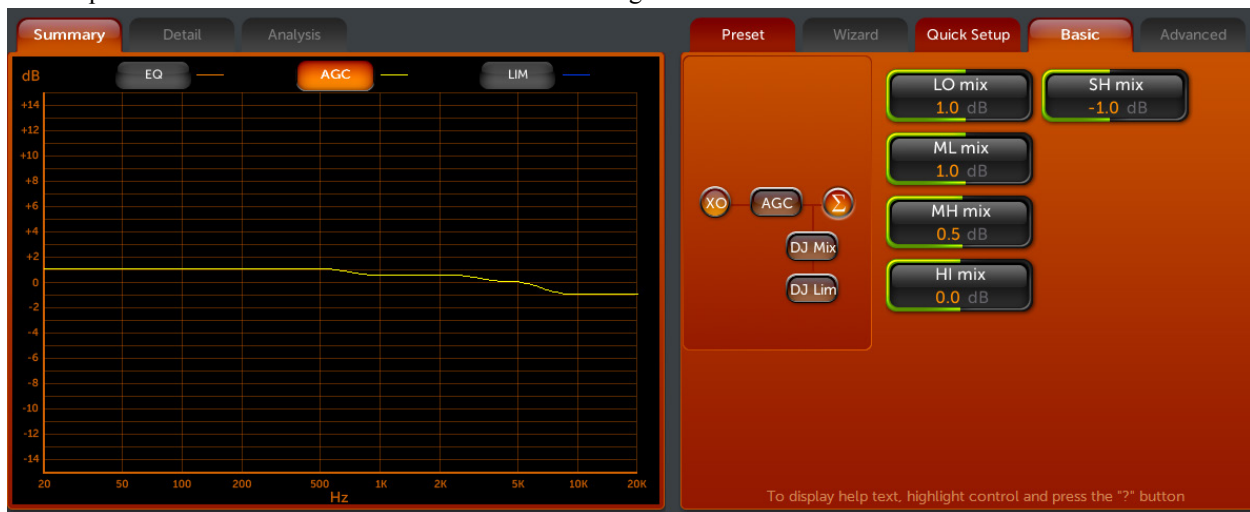 Summary Detail Analysis
dB EQ AGC LIM
+14
+12
+10
+8
+6
+4
+2
0
-2
-4
-6
-8
-10
-12
-14
20 50 100 200 500 1K 2K 5K 10K 20K
Hz
Preset Wizard Quick Setup Basic Advanced
XO AGC Σ
DJ Mix
DJ Lim
LO mix
1.0 dB
SH mix
-1.0 dB
ML mix
1.0 dB
MH mix
0.5 dB
HI mix
0.0 dB
To display help text, highlight control and press the "?" button